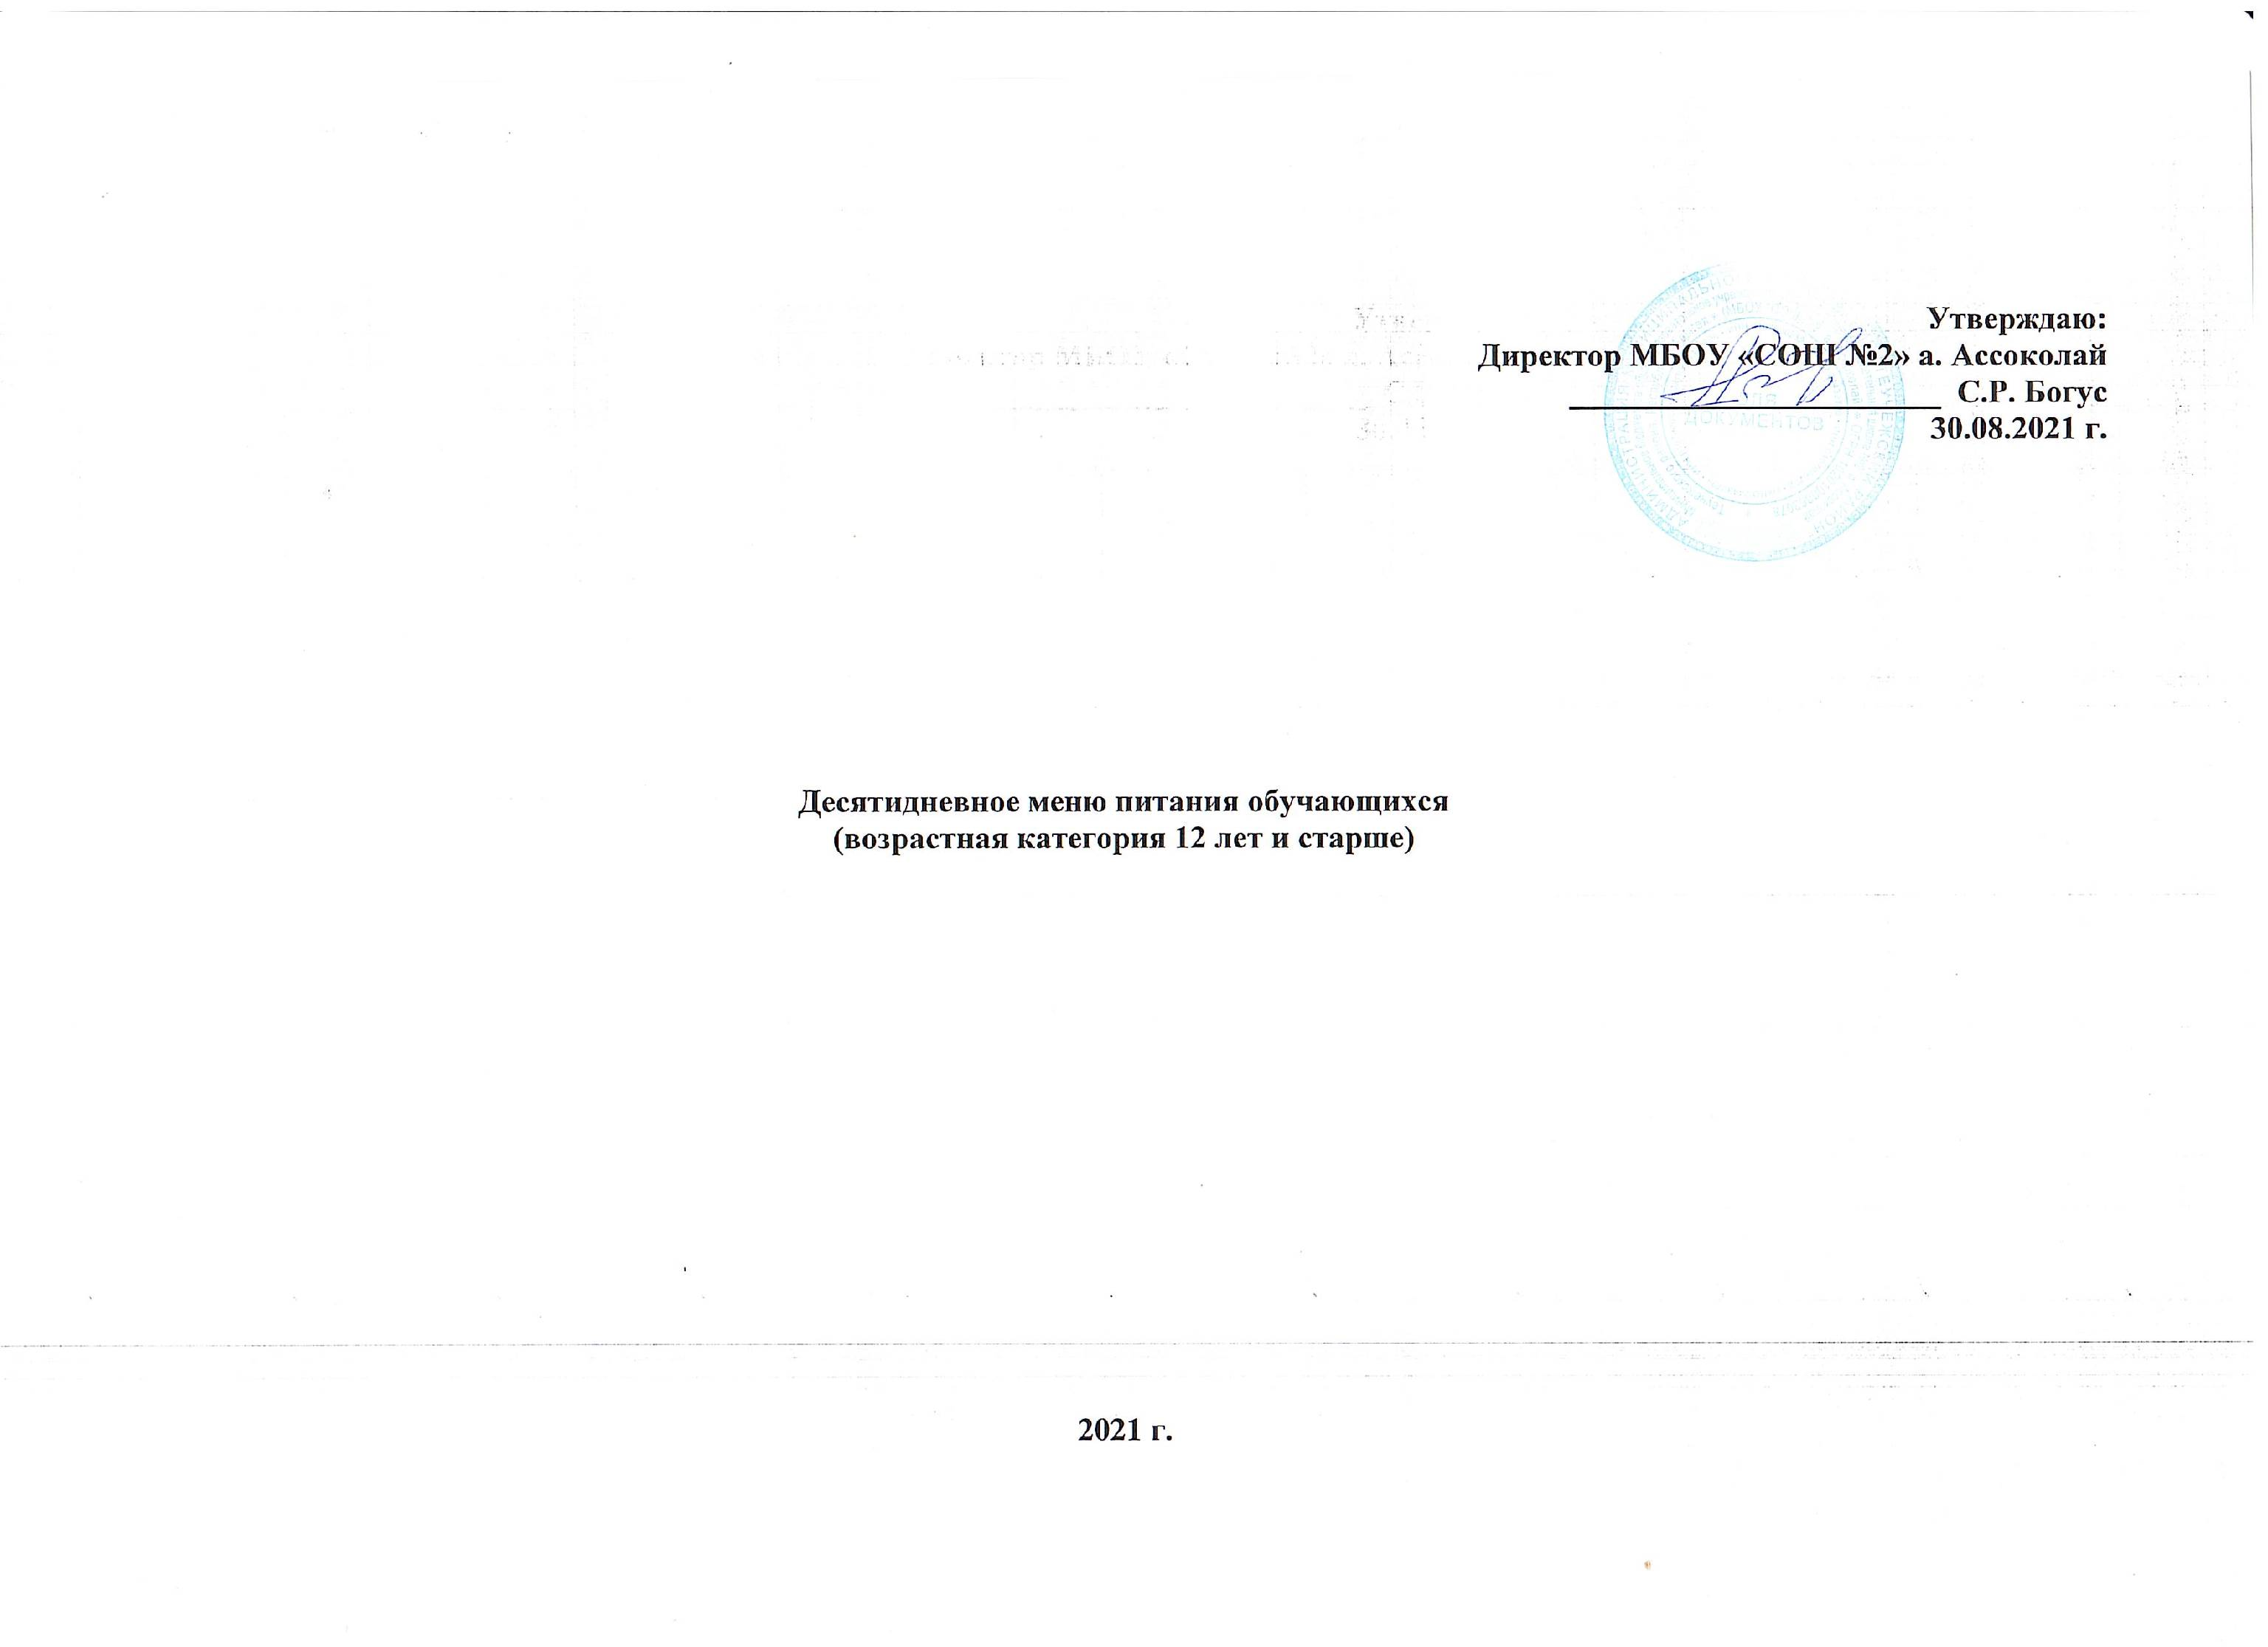 Утверждаю:
Директор МБОУ «СОШ №2» а. Ассоколай
С.Р. Богус
30.08.2021 г.
ДОКУМЕНТОВ
Десятидневное меню питания обучающихся
(возрастная категория 12 лет и старше)
2021 г.